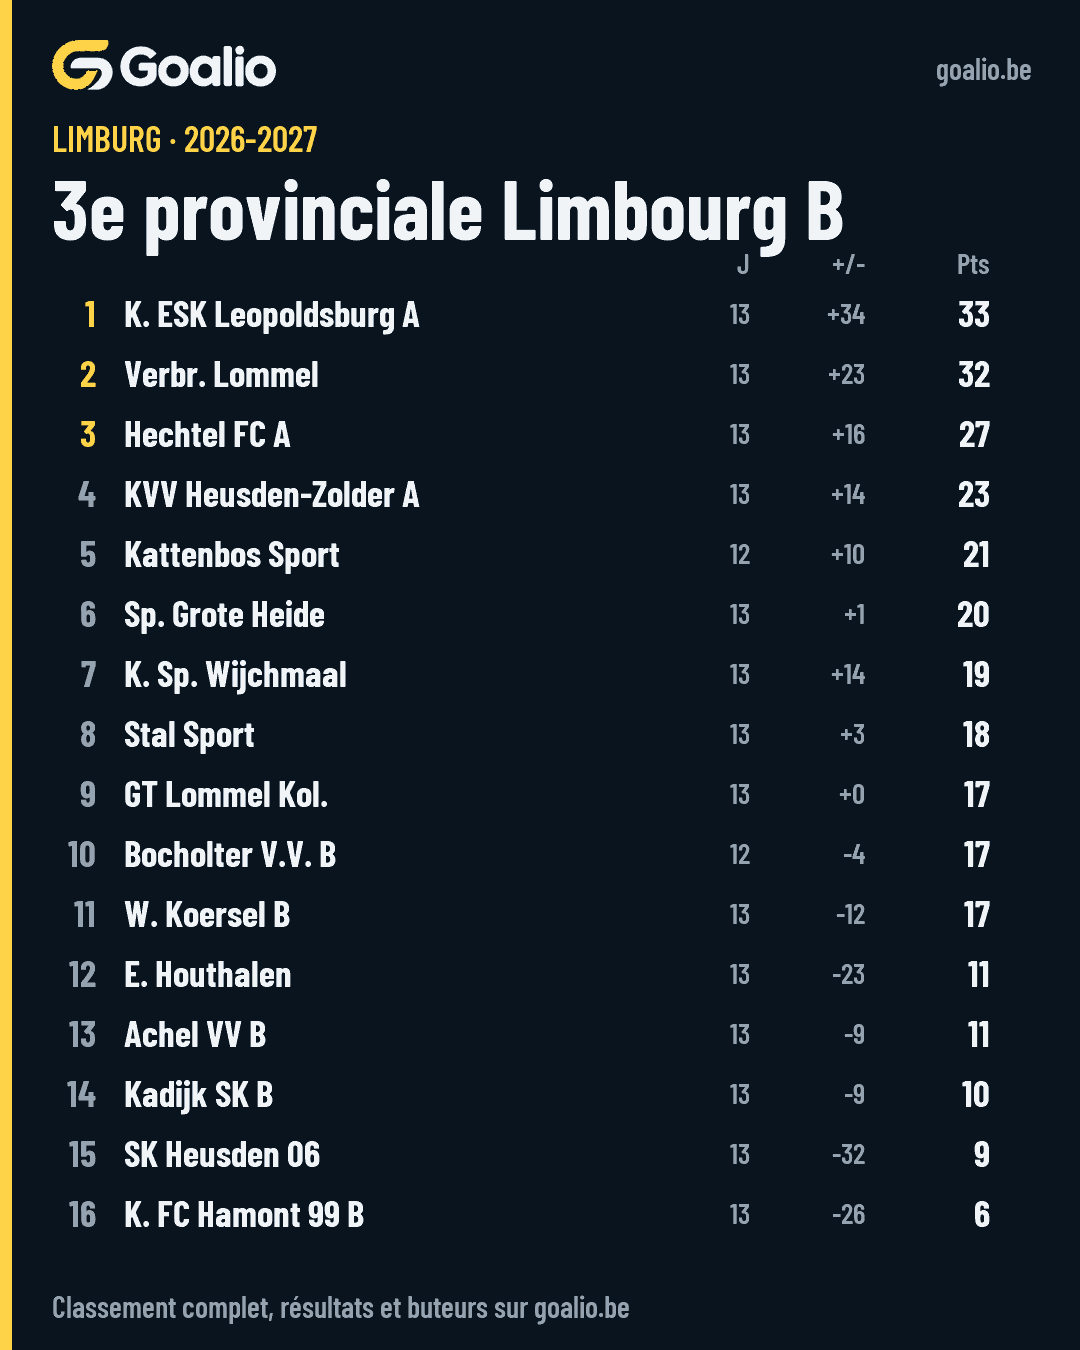 Goalio
goalio.be
LIMBURG · 2026-2027
3e provinciale Limbourg B
J +/- Pts
1 K. ESK Leopoldsburg A 13 +34 33
2 Verbr. Lommel 13 +23 32
3 Hechtel FC A 13 +16 27
4 KVV Heusden-Zolder A 13 +14 23
5 Kattenbos Sport 12 +10 21
6 Sp. Grote Heide 13 +1 20
7 K. Sp. Wijchmaal 13 +14 19
8 Stal Sport 13 +3 18
9 GT Lommel Kol. 13 +0 17
10 Bocholter V.V. B 12 -4 17
11 W. Koersel B 13 -12 17
12 E. Houthalen 13 -23 11
13 Achel VV B 13 -9 11
14 Kadijk SK B 13 -9 10
15 SK Heusden 06 13 -32 9
16 K. FC Hamont 99 B 13 -26 6
Classement complet, résultats et buteurs sur goalio.be